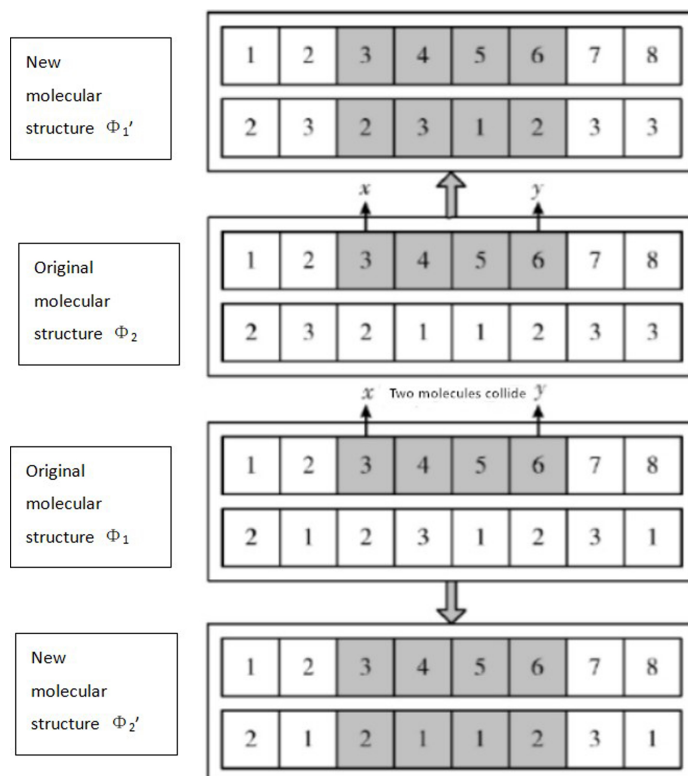 New
molecular
structure Φ₁′
1 2 3 4 5 6 7 8
2 3 2 3 1 2 3 3
x y
Original
molecular
structure Φ₂
1 2 3 4 5 6 7 8
2 3 2 1 1 2 3 3
x Two molecules collide y
Original
molecular
structure Φ₁
1 2 3 4 5 6 7 8
2 1 2 3 1 2 3 1
New
molecular
structure Φ₂′
1 2 3 4 5 6 7 8
2 1 2 1 1 2 3 1